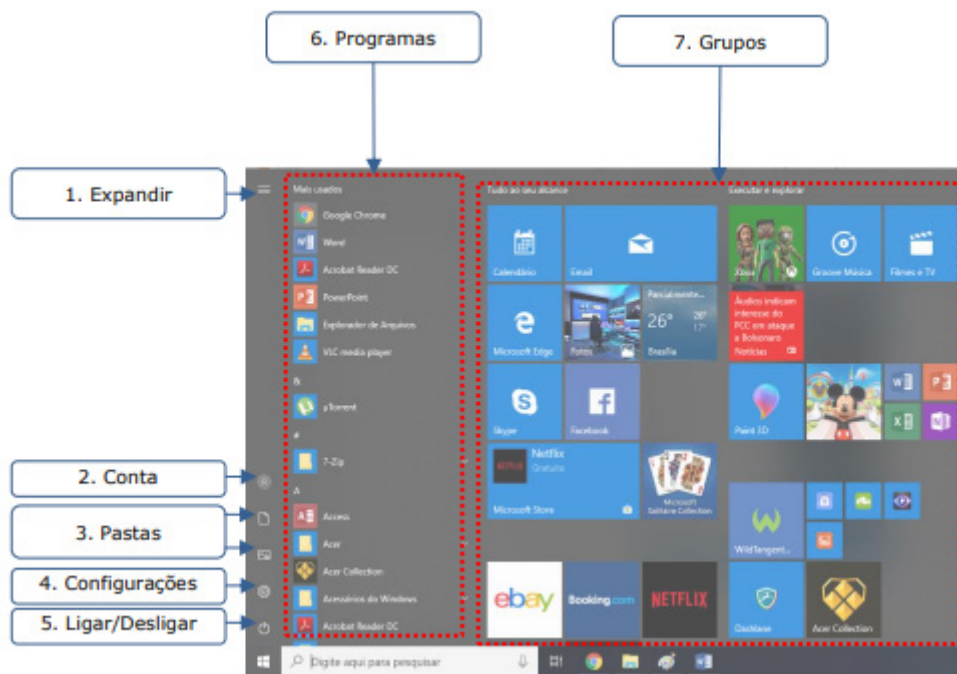 6. Programas
7. Grupos
1. Expandir
2. Conta
3. Pastas
4. Configurações
5. Ligar/Desligar
Mais usados
Google Chrome
Word
Acrobat Reader DC
PowerPoint
Explorador de Arquivos
VLC media player
&
µTorrent
#
7-Zip
A
Access
Acer
Acer Collection
Acessórios do Windows
Acrobat Reader DC
Tudo ao seu alcance
Calendário
Email
Microsoft Edge
Fotos
Parcialmente...
26°
26°
17°
Brasília
Skype
Facebook
NETFLIX
Netflix
Gratuito
Microsoft Store
Microsoft
Solitaire Collection
ebay
Booking.com
NETFLIX
Executar e explorar
Xbox
Groove Música
Filmes e TV
Áudios indicam
interesse do
PCC em ataque
a Bolsonaro
Notícias
Paint 3D
WildTangent...
Dashlane
Acer Collection
Digite aqui para pesquisar